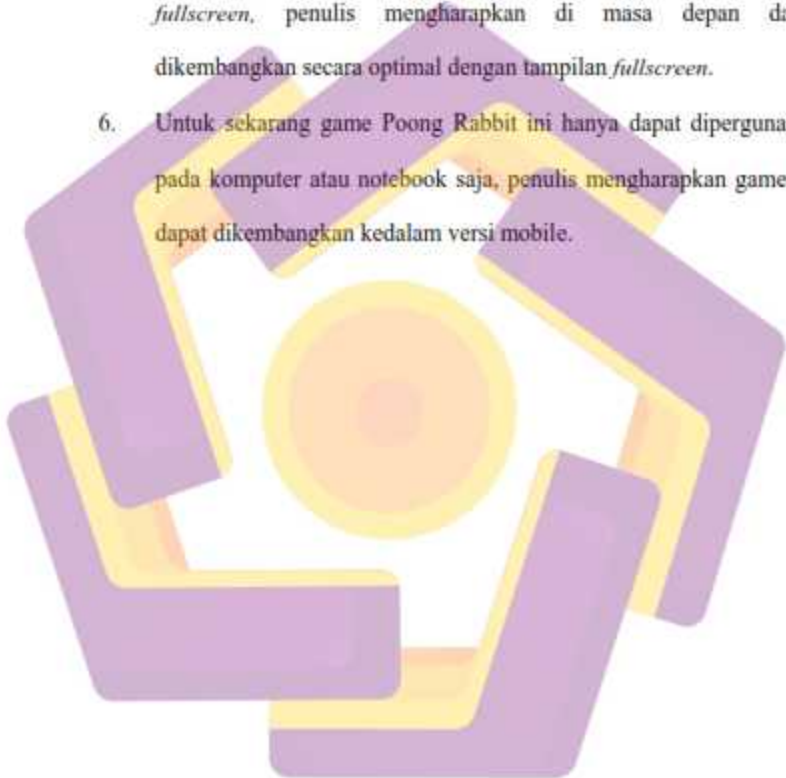 fullscreen, penulis mengharapkan di masa depan da
dikembangkan secara optimal dengan tampilan fullscreen.
6. Untuk sekarang game Poong Rabbit ini hanya dapat diperguna
pada komputer atau notebook saja, penulis mengharapkan game
dapat dikembangkan kedalam versi mobile.